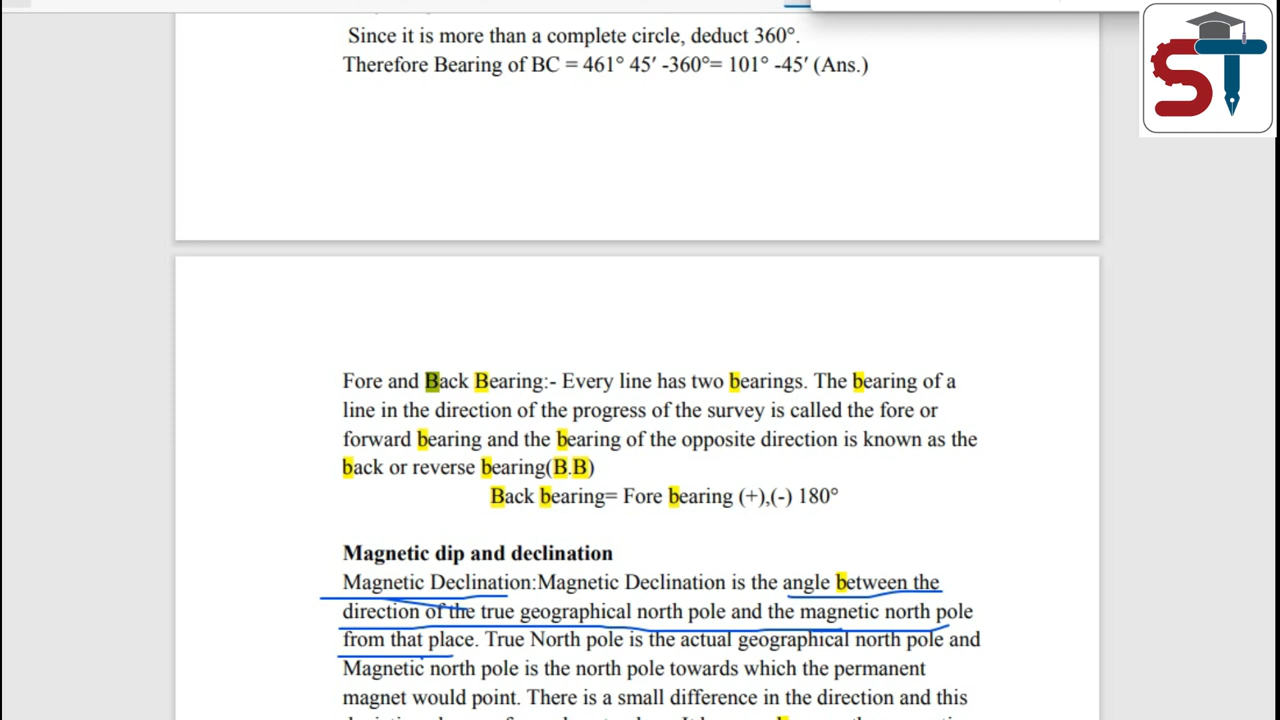 Since it is more than a complete circle, deduct 360°.
Therefore Bearing of BC = 461° 45′ -360°= 101° -45′ (Ans.)
ST
Fore and Back Bearing:- Every line has two bearings. The bearing of a
line in the direction of the progress of the survey is called the fore or
forward bearing and the bearing of the opposite direction is known as the
back or reverse bearing(B.B)
Back bearing= Fore bearing (+),(-) 180°
Magnetic dip and declination
Magnetic Declination:Magnetic Declination is the angle between the
direction of the true geographical north pole and the magnetic north pole
from that place. True North pole is the actual geographical north pole and
Magnetic north pole is the north pole towards which the permanent
magnet would point. There is a small difference in the direction and this